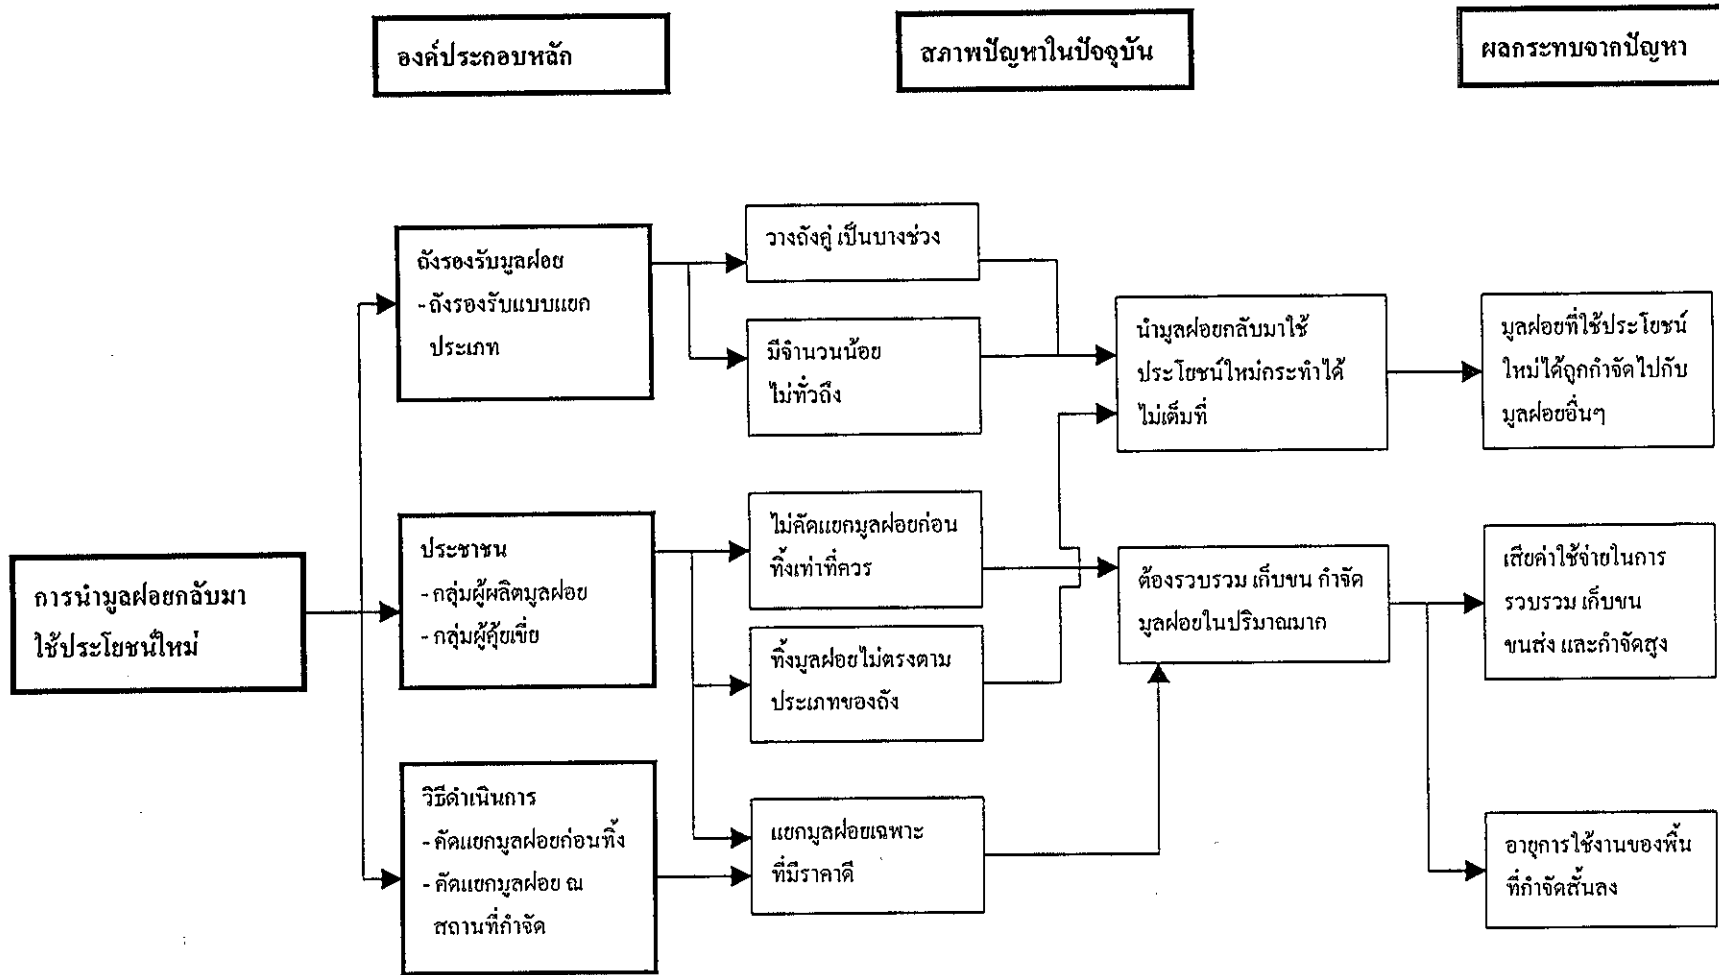 องค์ประกอบหลัก
สภาพปัญหาในปัจจุบัน
ผลกระทบจากปัญหา
การนำมูลฝอยกลับมา
ใช้ประโยชน์ใหม่
ถังรองรับมูลฝอย
- ถังรองรับแบบแยก
ประเภท
ประชาชน
- กลุ่มผู้ผลิตมูลฝอย
- กลุ่มผู้คุ้ยเขี่ย
วิธีดำเนินการ
- คัดแยกมูลฝอยก่อนทิ้ง
- คัดแยกมูลฝอย ณ
สถานที่กำจัด
วางถังคู่ เป็นบางช่วง
มีจำนวนน้อย
ไม่ทั่วถึง
ไม่คัดแยกมูลฝอยก่อน
ทิ้งเท่าที่ควร
ทิ้งมูลฝอยไม่ตรงตาม
ประเภทของถัง
แยกมูลฝอยเฉพาะ
ที่มีราคาดี
นำมูลฝอยกลับมาใช้
ประโยชน์ใหม่กระทำได้
ไม่เต็มที่
ต้องรวบรวม เก็บขน กำจัด
มูลฝอยในปริมาณมาก
มูลฝอยที่ใช้ประโยชน์
ใหม่ได้ถูกกำจัดไปกับ
มูลฝอยอื่นๆ
เสียค่าใช้จ่ายในการ
รวบรวม เก็บขน
ขนส่ง และกำจัดสูง
อายุการใช้งานของพื้น
ที่กำจัดสั้นลง